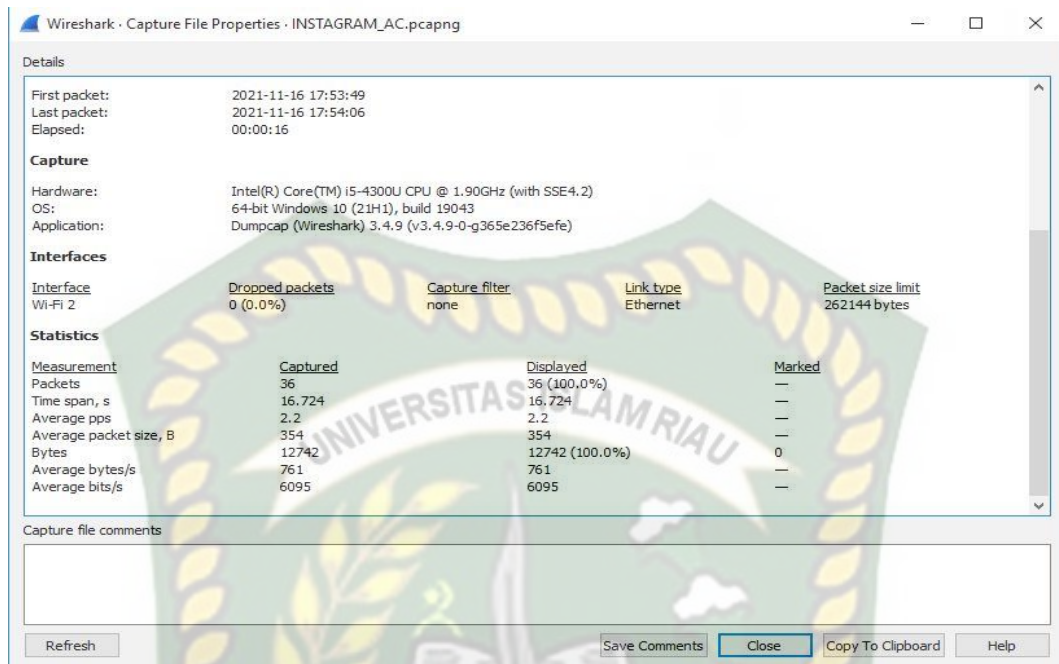 Wireshark · Capture File Properties · INSTAGRAM_AC.pcapng
Details
First packet: 2021-11-16 17:53:49
Last packet: 2021-11-16 17:54:06
Elapsed: 00:00:16
Capture
Hardware: Intel(R) Core(TM) i5-4300U CPU @ 1.90GHz (with SSE4.2)
OS: 64-bit Windows 10 (21H1), build 19043
Application: Dumpcap (Wireshark) 3.4.9 (v3.4.9-0-g365e236f5efe)
Interfaces
Interface Dropped packets Capture filter Link type Packet size limit
Wi-Fi 2 0 (0.0%) none Ethernet 262144 bytes
Statistics
Measurement Captured Displayed Marked
Packets 36 36 (100.0%) —
Time span, s 16.724 16.724 —
Average pps 2.2 2.2 —
Average packet size, B 354 354 —
Bytes 12742 12742 (100.0%) 0
Average bytes/s 761 761 —
Average bits/s 6095 6095 —
UNIVERSITAS ISLAM RIAU
Capture file comments
Refresh Save Comments Close Copy To Clipboard Help